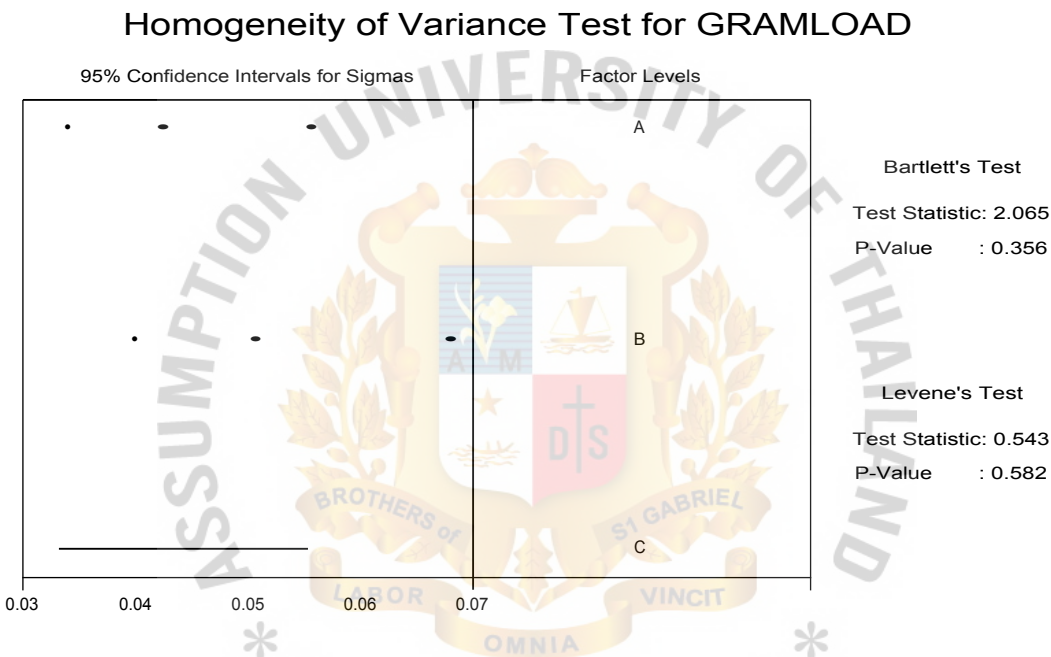 Homogeneity of Variance Test for GRAMLOAD
95% Confidence Intervals for Sigmas Factor Levels
A
Bartlett's Test
Test Statistic: 2.065
P-Value : 0.356
B
Levene's Test
Test Statistic: 0.543
P-Value : 0.582
C
0.03 0.04 0.05 0.06 0.07
ASSUMPTION UNIVERSITY OF THAILAND
A M
D S
BROTHERS of S1 GABRIEL
LABOR VINCIT
OMNIA